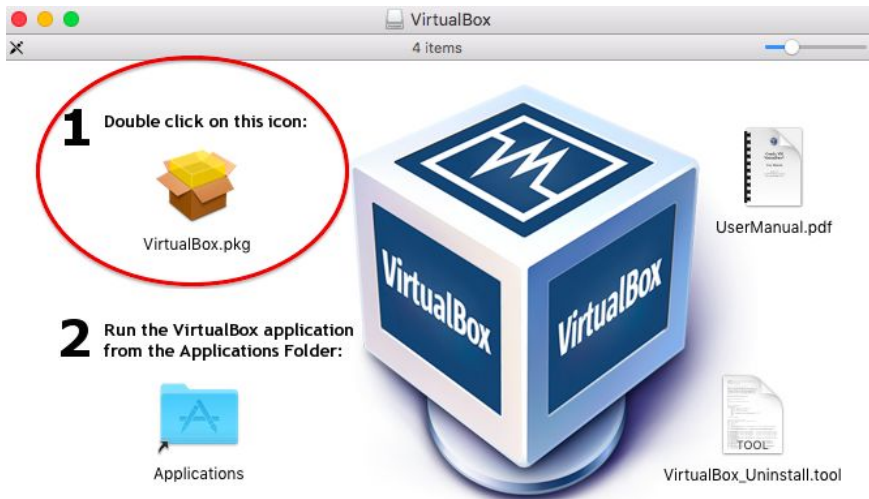 VirtualBox
4 items
1 Double click on this icon:
VirtualBox.pkg
2 Run the VirtualBox application
from the Applications Folder:
Applications
VirtualBox
VirtualBox
UserManual.pdf
TOOL
VirtualBox_Uninstall.tool